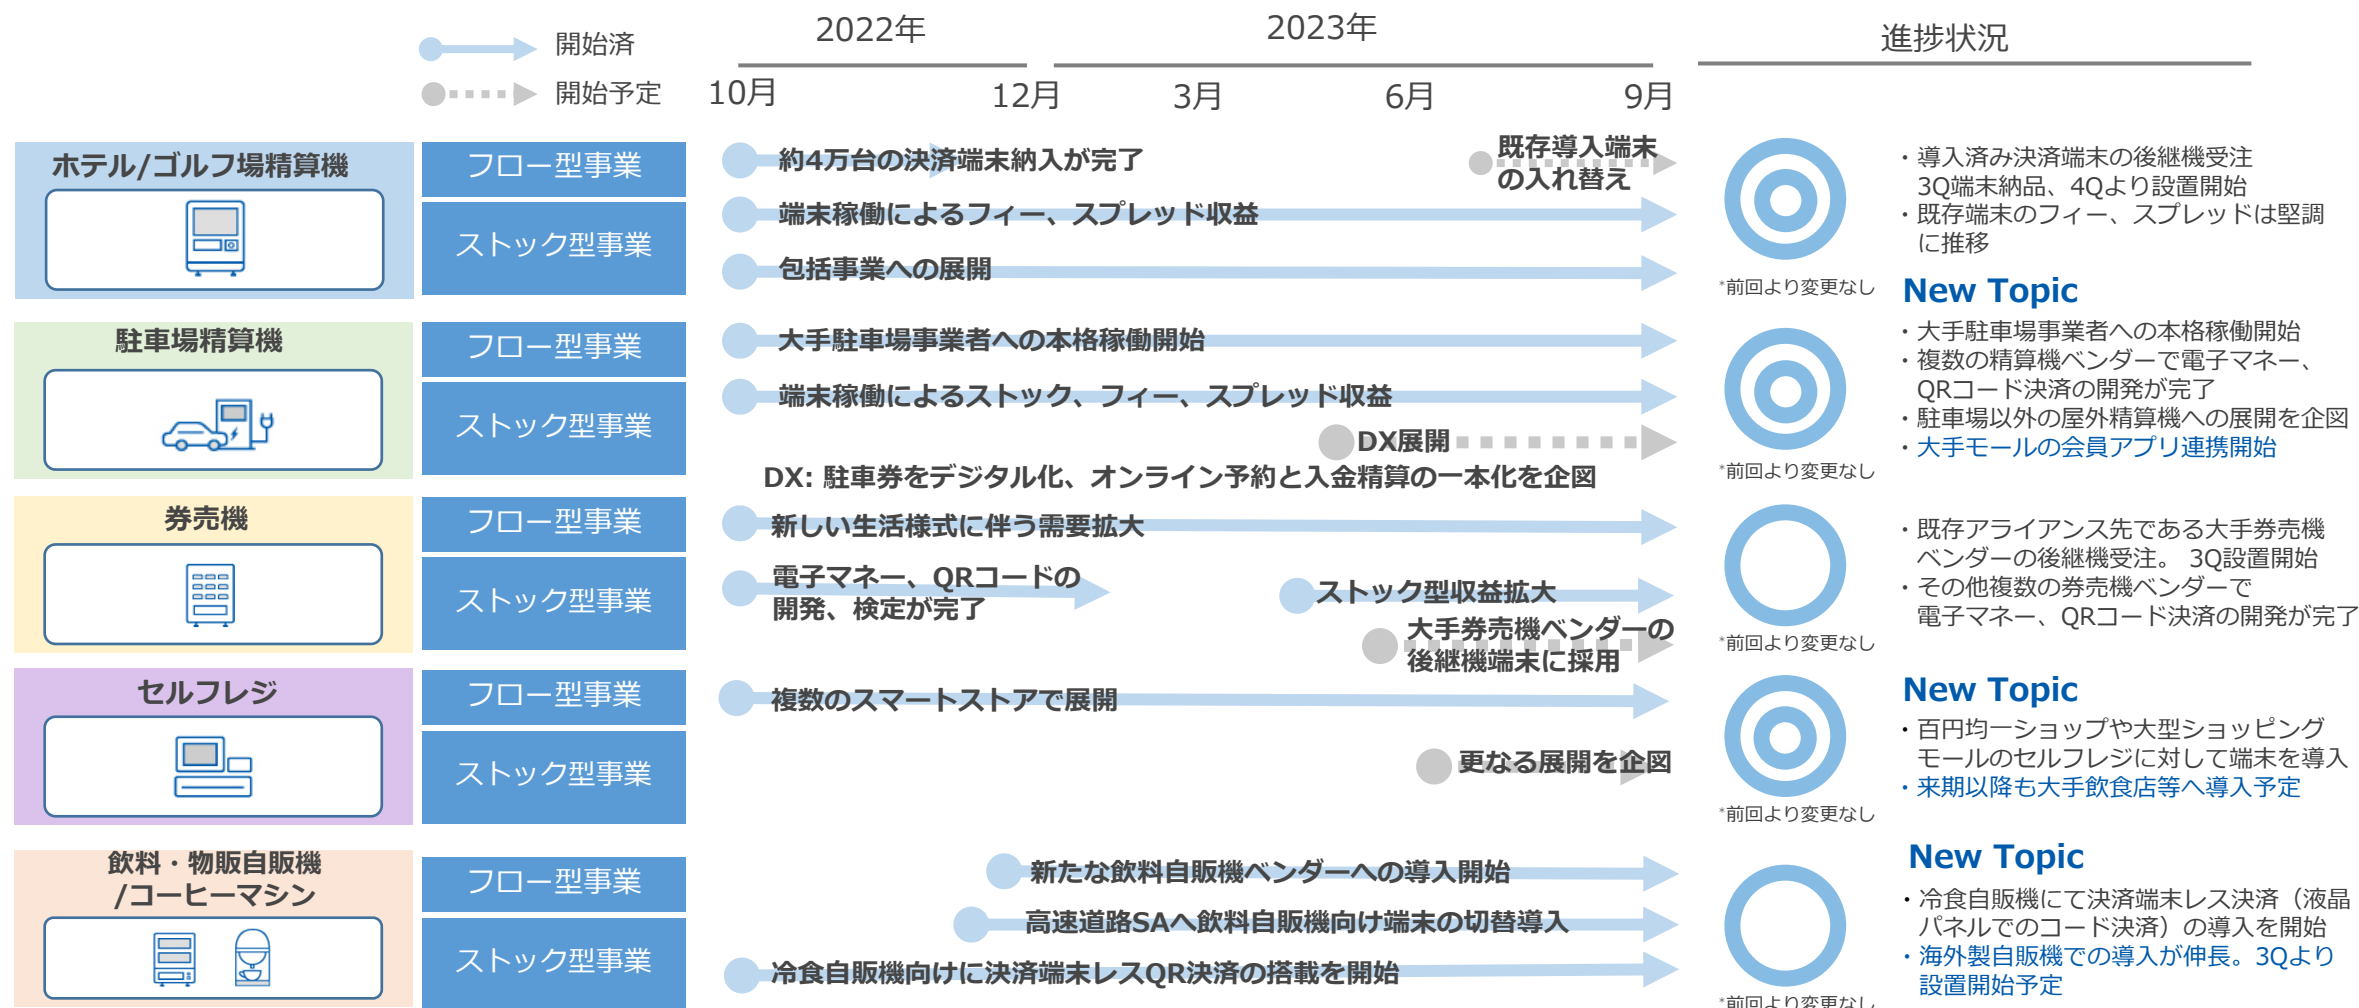 2022年
2023年
進捗状況
開始済
開始予定
10月
12月
3月
6月
9月
ホテル/ゴルフ場精算機
フロー型事業
ストック型事業
約4万台の決済端末納入が完了
既存導入端末
の入れ替え
端末稼働によるフィー、スプレッド収益
包括事業への展開
*前回より変更なし
・導入済み決済端末の後継機受注
3Q端末納品、4Qより設置開始
・既存端末のフィー、スプレッドは堅調
に推移
駐車場精算機
フロー型事業
ストック型事業
大手駐車場事業者への本格稼働開始
端末稼働によるストック、フィー、スプレッド収益
DX展開
DX: 駐車券をデジタル化、オンライン予約と入金精算の一本化を企図
*前回より変更なし
New Topic
・大手駐車場事業者への本格稼働開始
・複数の精算機ベンダーで電子マネー、
QRコード決済の開発が完了
・駐車場以外の屋外精算機への展開を企図
・大手モールの会員アプリ連携開始
券売機
フロー型事業
ストック型事業
新しい生活様式に伴う需要拡大
電子マネー、QRコードの
開発、検定が完了
ストック型収益拡大
大手券売機ベンダーの
後継機端末に採用
*前回より変更なし
・既存アライアンス先である大手券売機
ベンダーの後継機受注。 3Q設置開始
・その他複数の券売機ベンダーで
電子マネー、QRコード決済の開発が完了
セルフレジ
フロー型事業
ストック型事業
複数のスマートストアで展開
更なる展開を企図
*前回より変更なし
New Topic
・百円均一ショップや大型ショッピング
モールのセルフレジに対して端末を導入
・来期以降も大手飲食店等へ導入予定
飲料・物販自販機
/コーヒーマシン
フロー型事業
ストック型事業
新たな飲料自販機ベンダーへの導入開始
高速道路SAへ飲料自販機向け端末の切替導入
冷食自販機向けに決済端末レスQR決済の搭載を開始
*前回より変更なし
New Topic
・冷食自販機にて決済端末レス決済（液晶
パネルでのコード決済）の導入を開始
・海外製自販機での導入が伸長。3Qより
設置開始予定